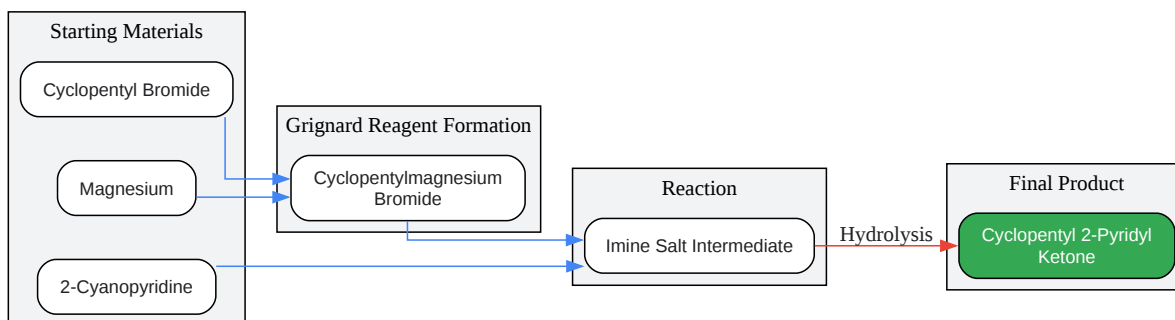 Starting Materials
Cyclopentyl Bromide
Magnesium
2-Cyanopyridine
Grignard Reagent Formation
Cyclopentylmagnesium
Bromide
Reaction
Imine Salt Intermediate
Hydrolysis
Final Product
Cyclopentyl 2-Pyridyl
Ketone